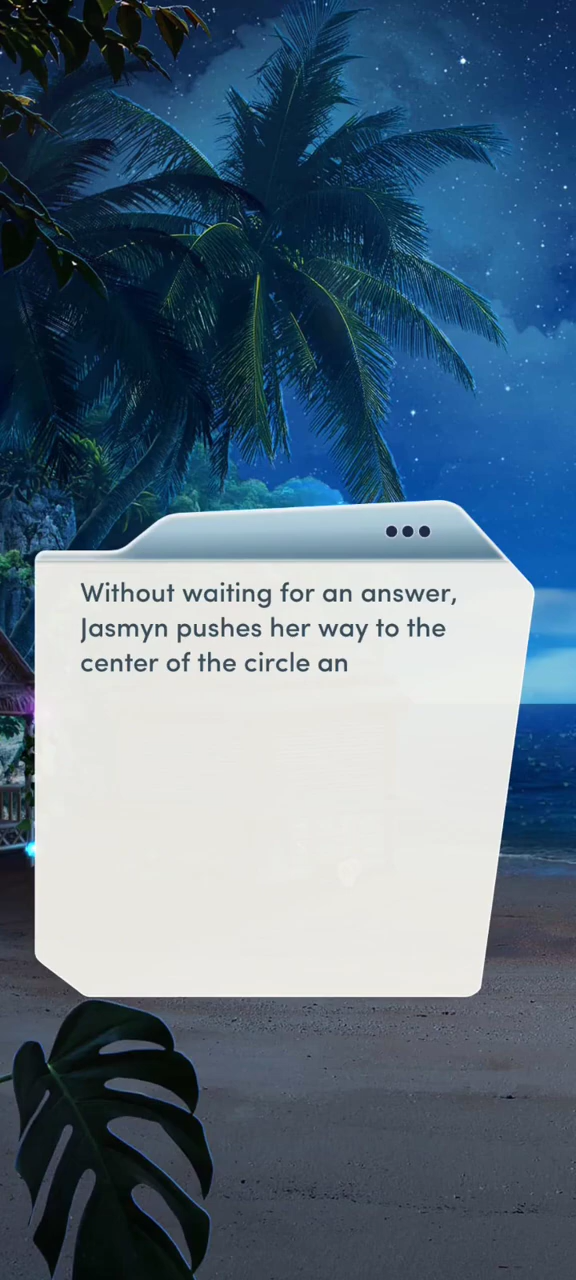 Without waiting for an answer,
Jasmyn pushes her way to the
center of the circle an